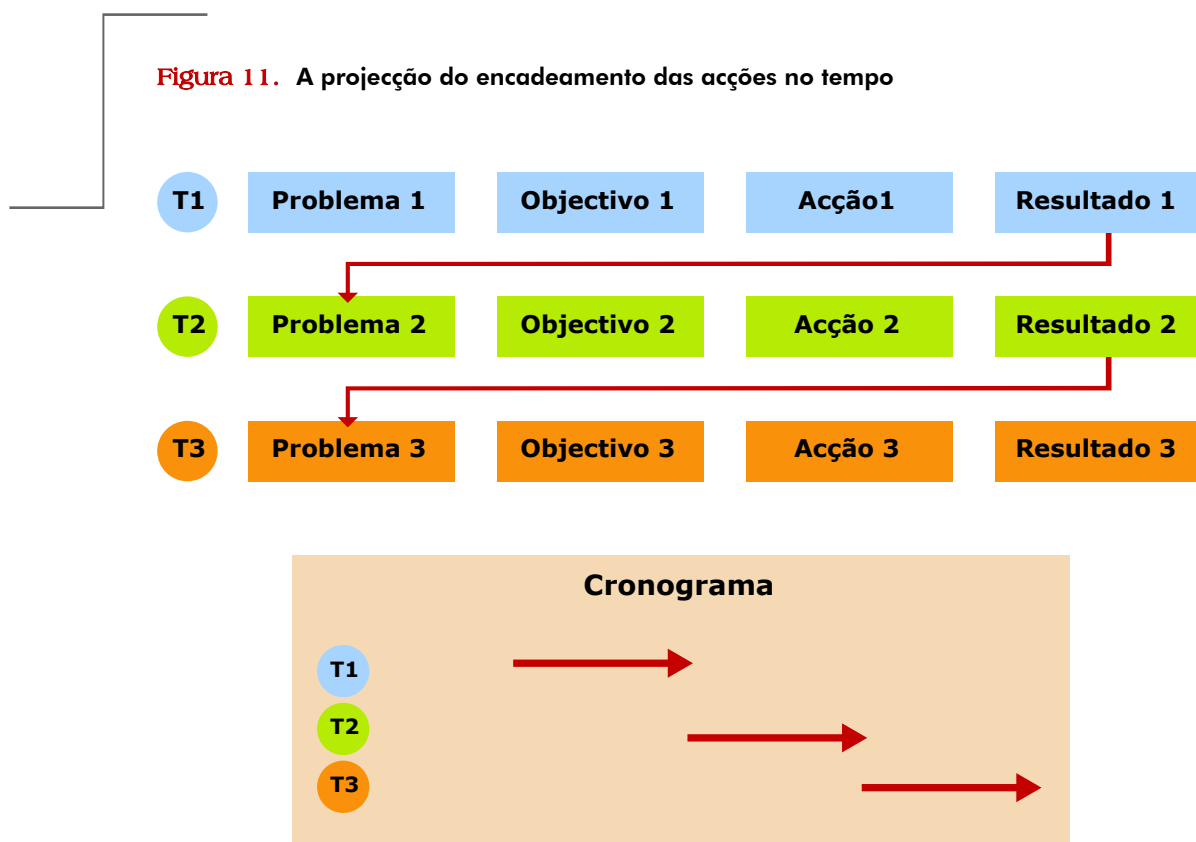 Figura 11. A projecção do encadeamento das acções no tempo
T1 Problema 1 Objectivo 1 Acção1 Resultado 1
T2 Problema 2 Objectivo 2 Acção 2 Resultado 2
T3 Problema 3 Objectivo 3 Acção 3 Resultado 3
Cronograma
T1
T2
T3